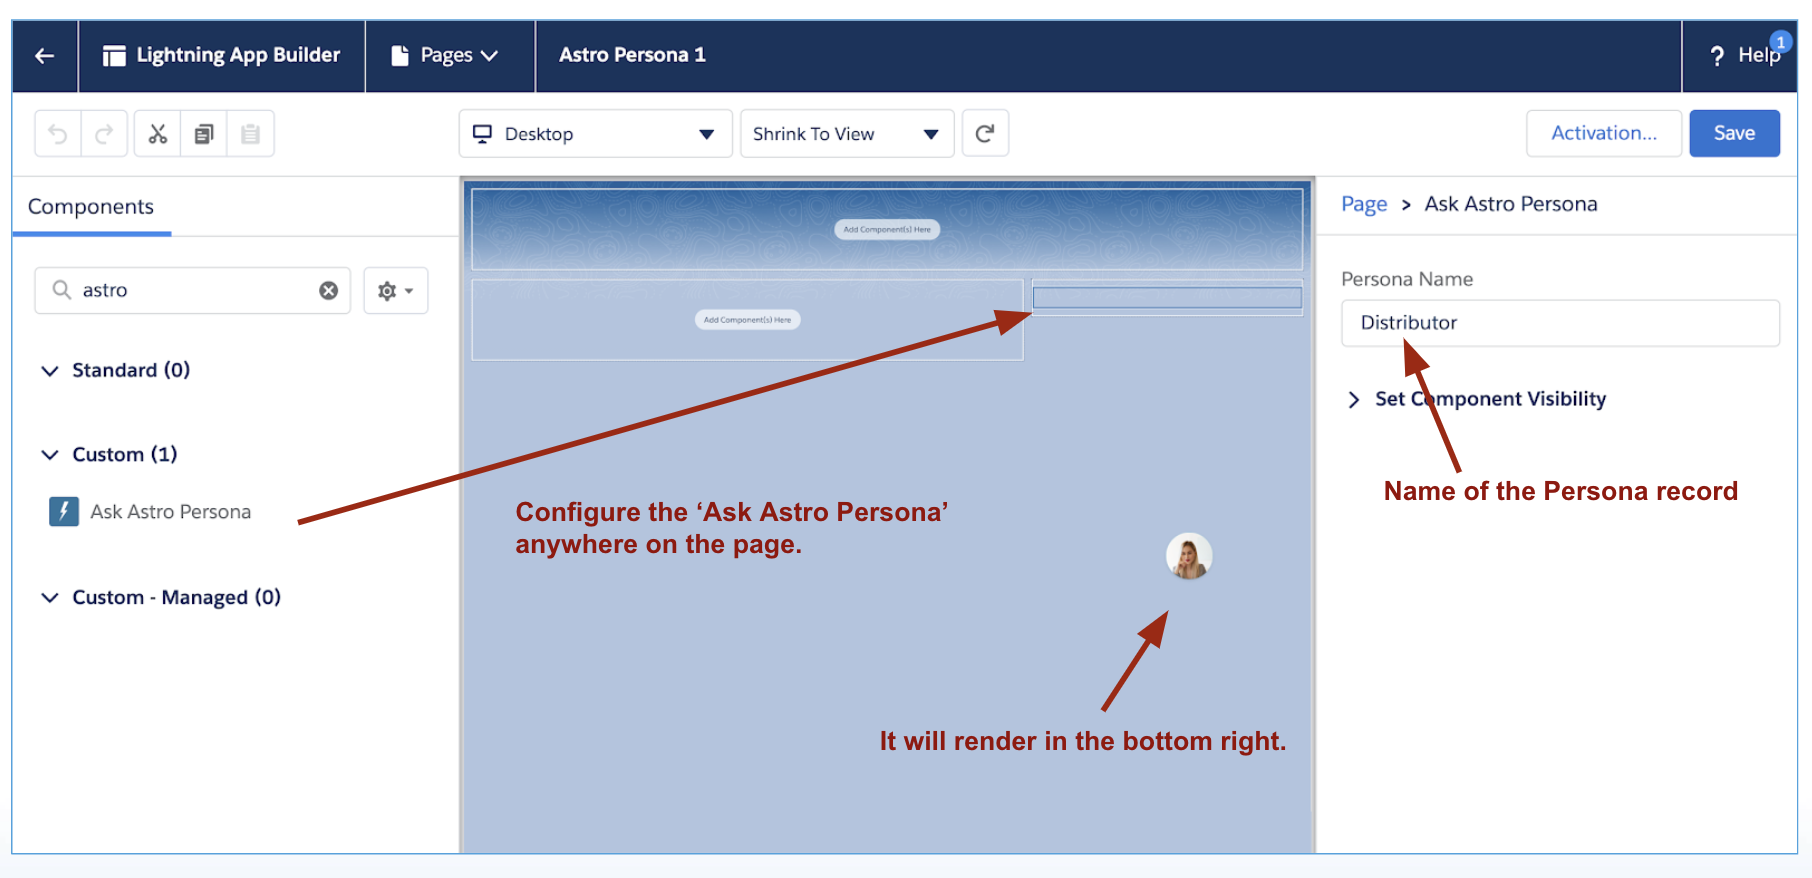 Lightning App Builder
Pages
Astro Persona 1
? Help
1
Desktop
Shrink To View
Activation...
Save
Components
astro
Standard (0)
Custom (1)
Ask Astro Persona
Custom - Managed (0)
Add Component(s) Here
Add Component(s) Here
Configure the ‘Ask Astro Persona’
anywhere on the page.
It will render in the bottom right.
Page > Ask Astro Persona
Persona Name
Distributor
Set Component Visibility
Name of the Persona record